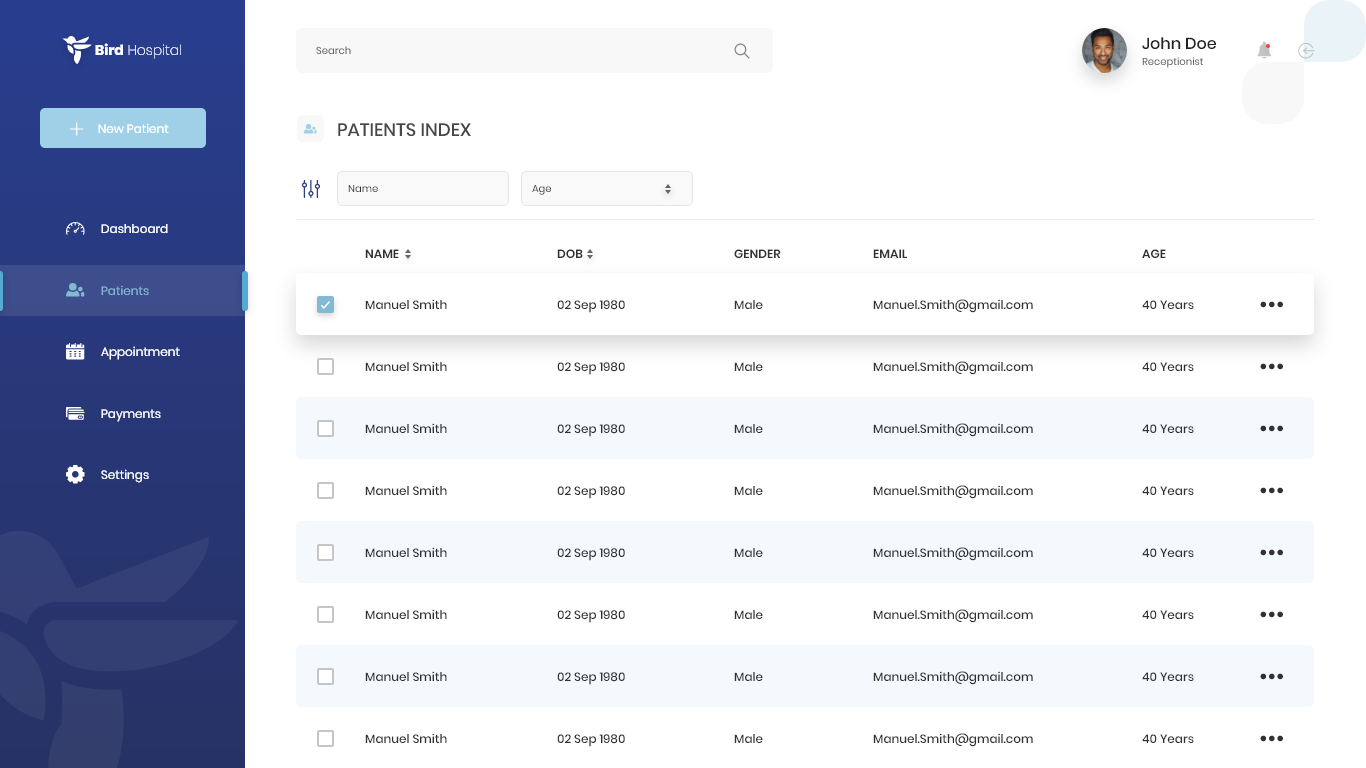 Bird Hospital
New Patient
Dashboard
Patients
Appointment
Payments
Settings
Search
John Doe
Receptionist
PATIENTS INDEX
Name
Age
NAME DOB GENDER EMAIL AGE
Manuel Smith 02 Sep 1980 Male Manuel.Smith@gmail.com 40 Years
Manuel Smith 02 Sep 1980 Male Manuel.Smith@gmail.com 40 Years
Manuel Smith 02 Sep 1980 Male Manuel.Smith@gmail.com 40 Years
Manuel Smith 02 Sep 1980 Male Manuel.Smith@gmail.com 40 Years
Manuel Smith 02 Sep 1980 Male Manuel.Smith@gmail.com 40 Years
Manuel Smith 02 Sep 1980 Male Manuel.Smith@gmail.com 40 Years
Manuel Smith 02 Sep 1980 Male Manuel.Smith@gmail.com 40 Years
Manuel Smith 02 Sep 1980 Male Manuel.Smith@gmail.com 40 Years